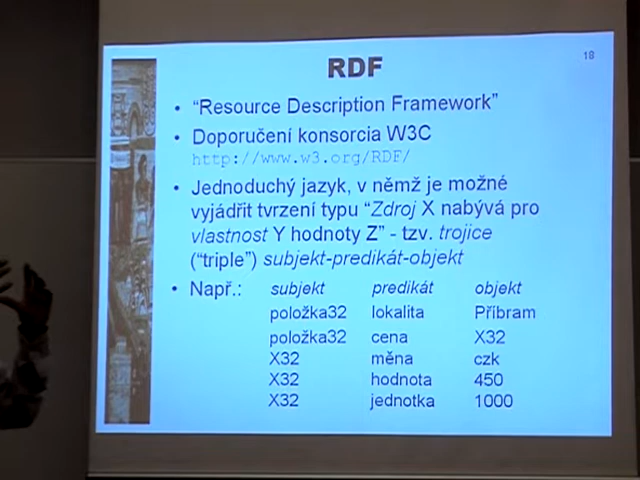 18
RDF
• “Resource Description Framework”
• Doporučení konsorcia W3C
http://www.w3.org/RDF/
• Jednoduchý jazyk, v němž je možné
vyjádřit tvrzení typu “Zdroj X nabývá pro
vlastnost Y hodnoty Z” - tzv. trojice
(“triple”) subjekt-predikát-objekt
• Např.: subjekt predikát objekt
položka32 lokalita Příbram
položka32 cena X32
X32 měna czk
X32 hodnota 450
X32 jednotka 1000